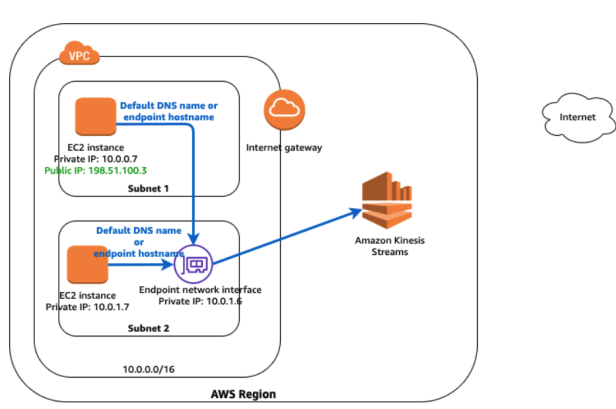 VPC
Default DNS name or
endpoint hostname
EC2 instance
Private IP: 10.0.0.7
Public IP: 198.51.100.3
Subnet 1
Internet gateway
Internet
Default DNS name
or
endpoint hostname
EC2 instance
Private IP: 10.0.1.7
Endpoint network interface
Private IP: 10.0.1.6
Subnet 2
Amazon Kinesis
Streams
10.0.0.0/16
AWS Region